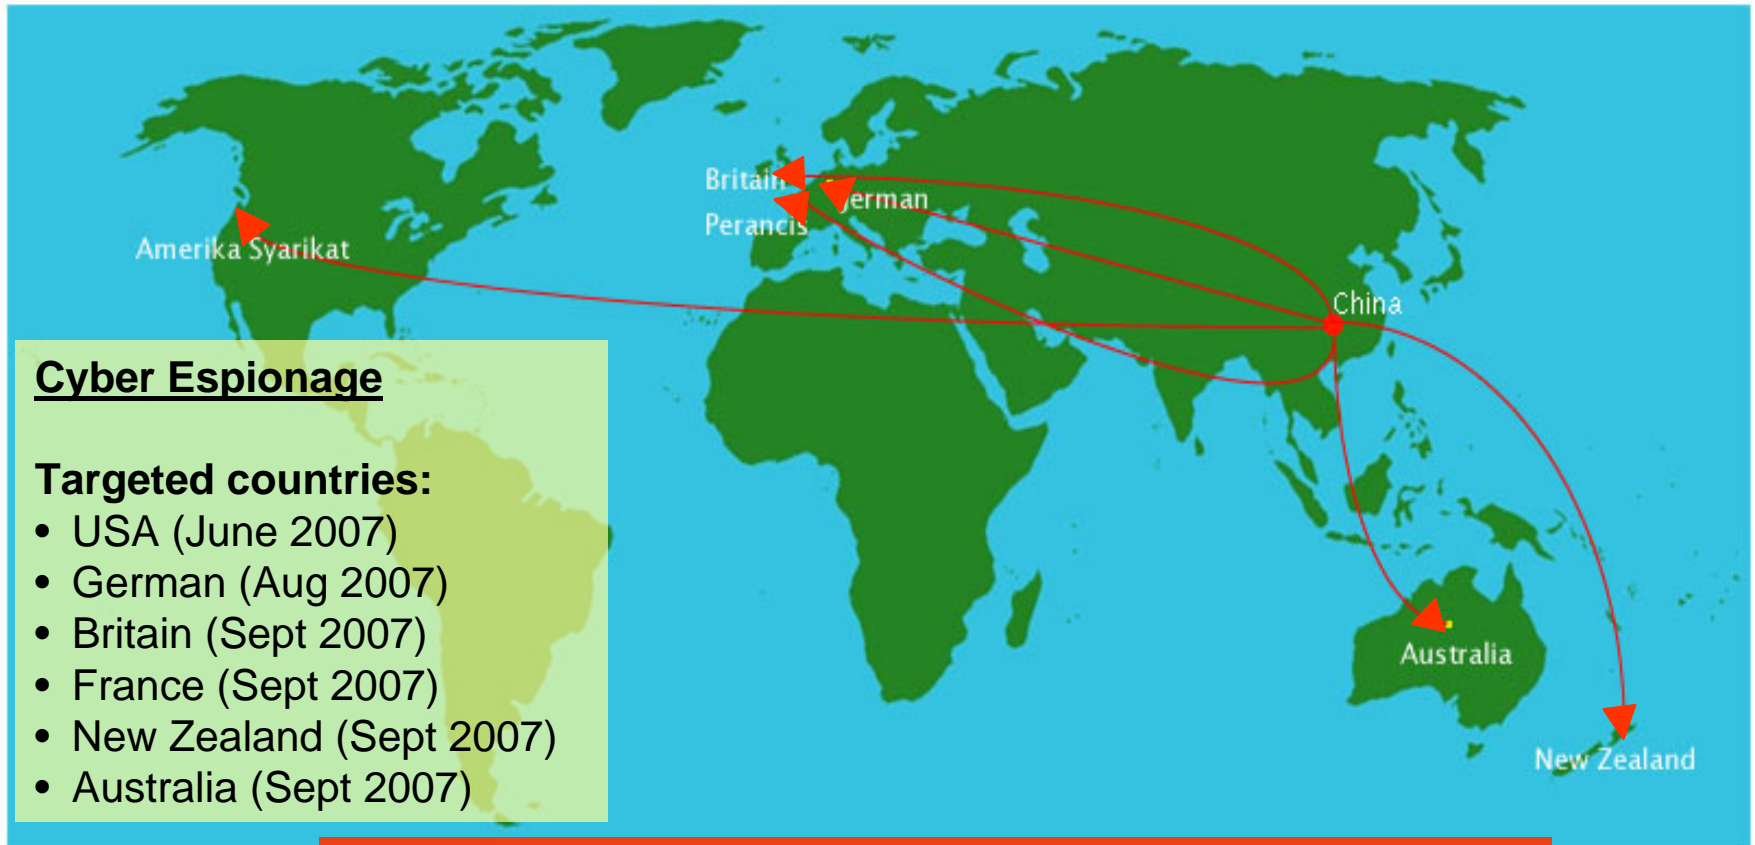 Britain
German
Perancis
Amerika Syarikat
China
Cyber Espionage
Targeted countries:
• USA (June 2007)
• German (Aug 2007)
• Britain (Sept 2007)
• France (Sept 2007)
• New Zealand (Sept 2007)
• Australia (Sept 2007)
Australia
New Zealand